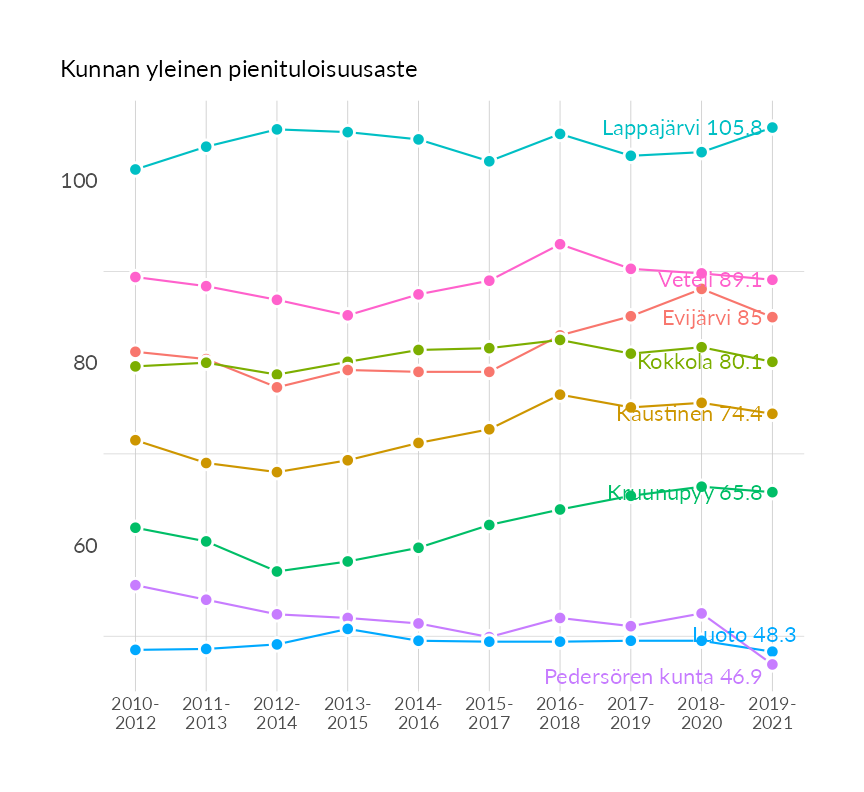 Kunnan yleinen pienituloisuusaste
Lappajärvi 105.8
100
Veteli 89.1
Evijärvi 85
Kokkola 80.1
80
Kaustinen 74.4
Kruunupyy 65.8
60
Luoto 48.3
Pedersören kunta 46.9
2010- 2011- 2012- 2013- 2014- 2015- 2016- 2017- 2018- 2019-
2012 2013 2014 2015 2016 2017 2018 2019 2020 2021